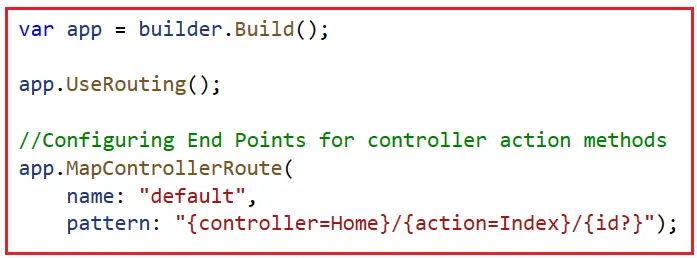 var app = builder.Build();
app.UseRouting();
//Configuring End Points for controller action methods
app.MapControllerRoute(
    name: "default",
    pattern: "{controller=Home}/{action=Index}/{id?}");